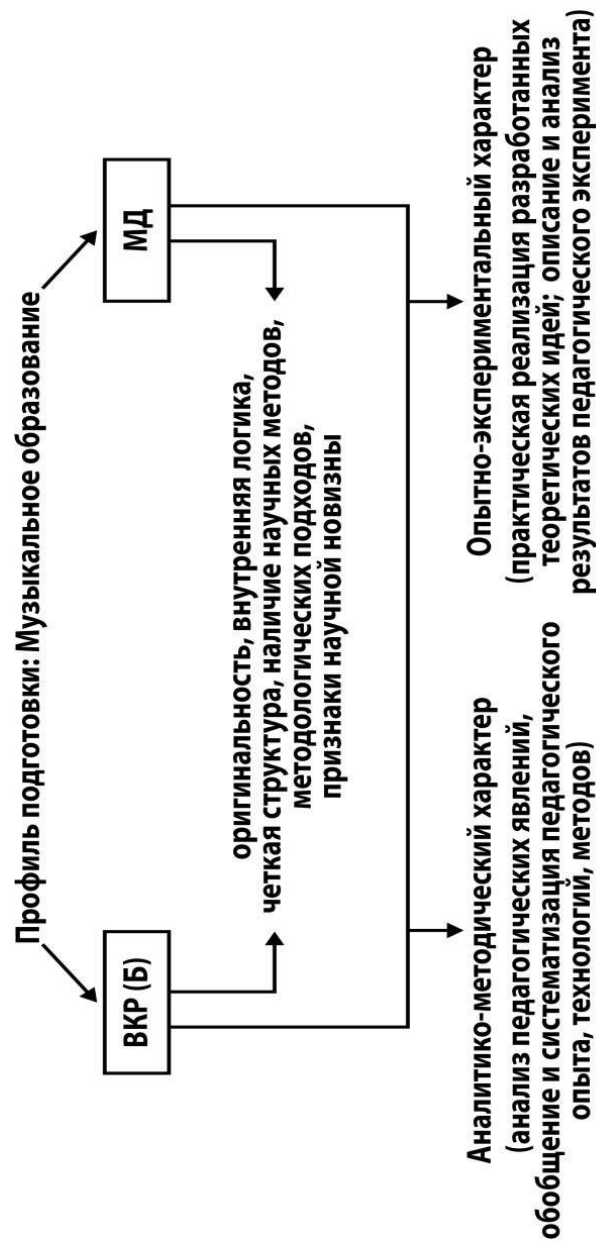 Профиль подготовки: Музыкальное образование
ВКР (Б)
МД
оригинальность, внутренняя логика,
четкая структура, наличие научных методов,
методологических подходов,
признаки научной новизны
Аналитико-методический характер
(анализ педагогических явлений,
обобщение и систематизация педагогического
опыта, технологий, методов)
Опытно-экспериментальный характер
(практическая реализация разработанных
теоретических идей; описание и анализ
результатов педагогического эксперимента)